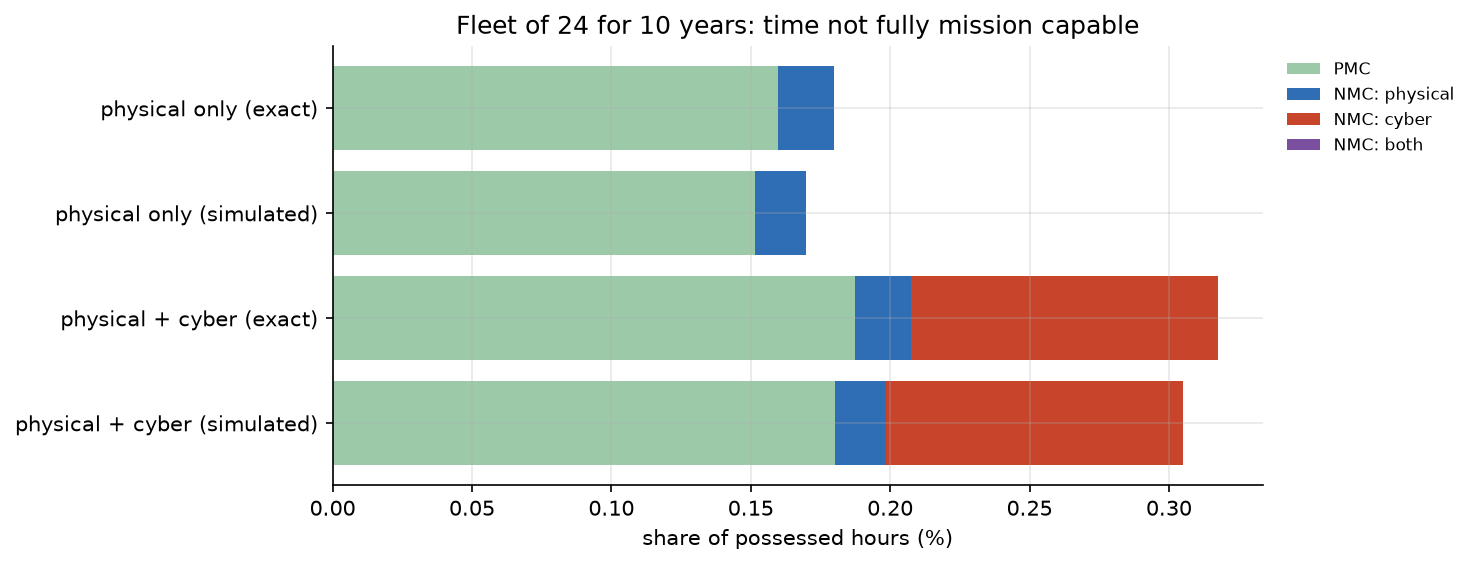 Fleet of 24 for 10 years: time not fully mission capable
PMC
NMC: physical
NMC: cyber
NMC: both
physical only (exact)
physical only (simulated)
physical + cyber (exact)
physical + cyber (simulated)
0.00 0.05 0.10 0.15 0.20 0.25 0.30
share of possessed hours (%)